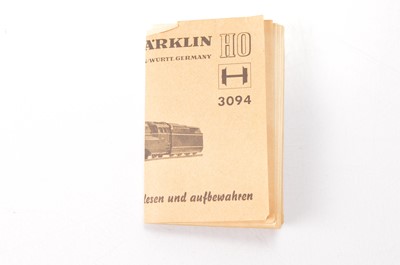 ÄRKLIN HO
WÜRTT. GERMANY
3094
lesen und aufbewahren